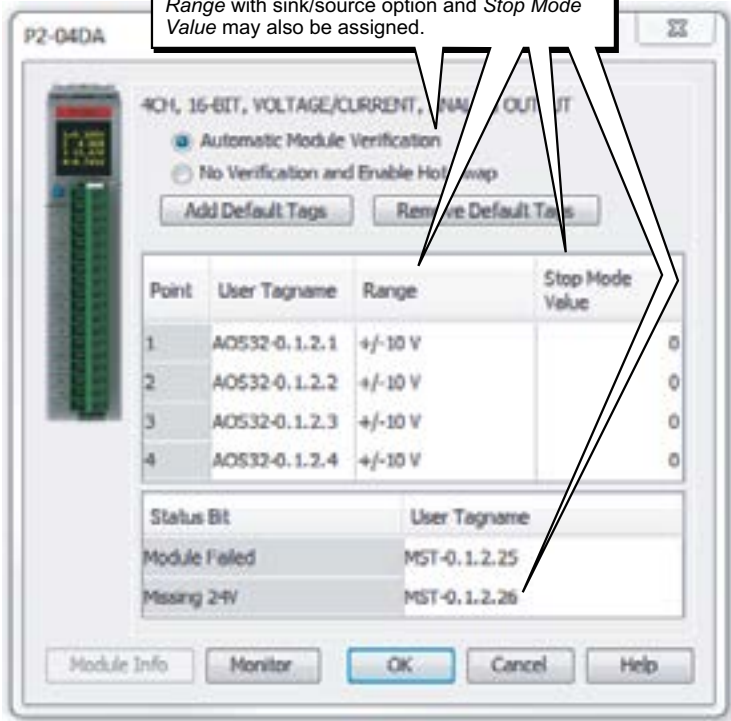 Range with sink/source option and Stop Mode
Value may also be assigned.
P2-04DA
4CH, 16-BIT, VOLTAGE/CURRENT,
Automatic Module Verification
No Verification and Enable Hot Swap
Add Default Tags Remove Default Tags
Point User Tagname Range Stop Mode Value
1 AOS32-0.1.2.1 +/-10 V 0
2 AOS32-0.1.2.2 +/-10 V 0
3 AOS32-0.1.2.3 +/-10 V 0
4 AOS32-0.1.2.4 +/-10 V 0
Status Bit User Tagname
Module Failed MST-0.1.2.25
Missing 24V MST-0.1.2.26
Module Info Monitor OK Cancel Help